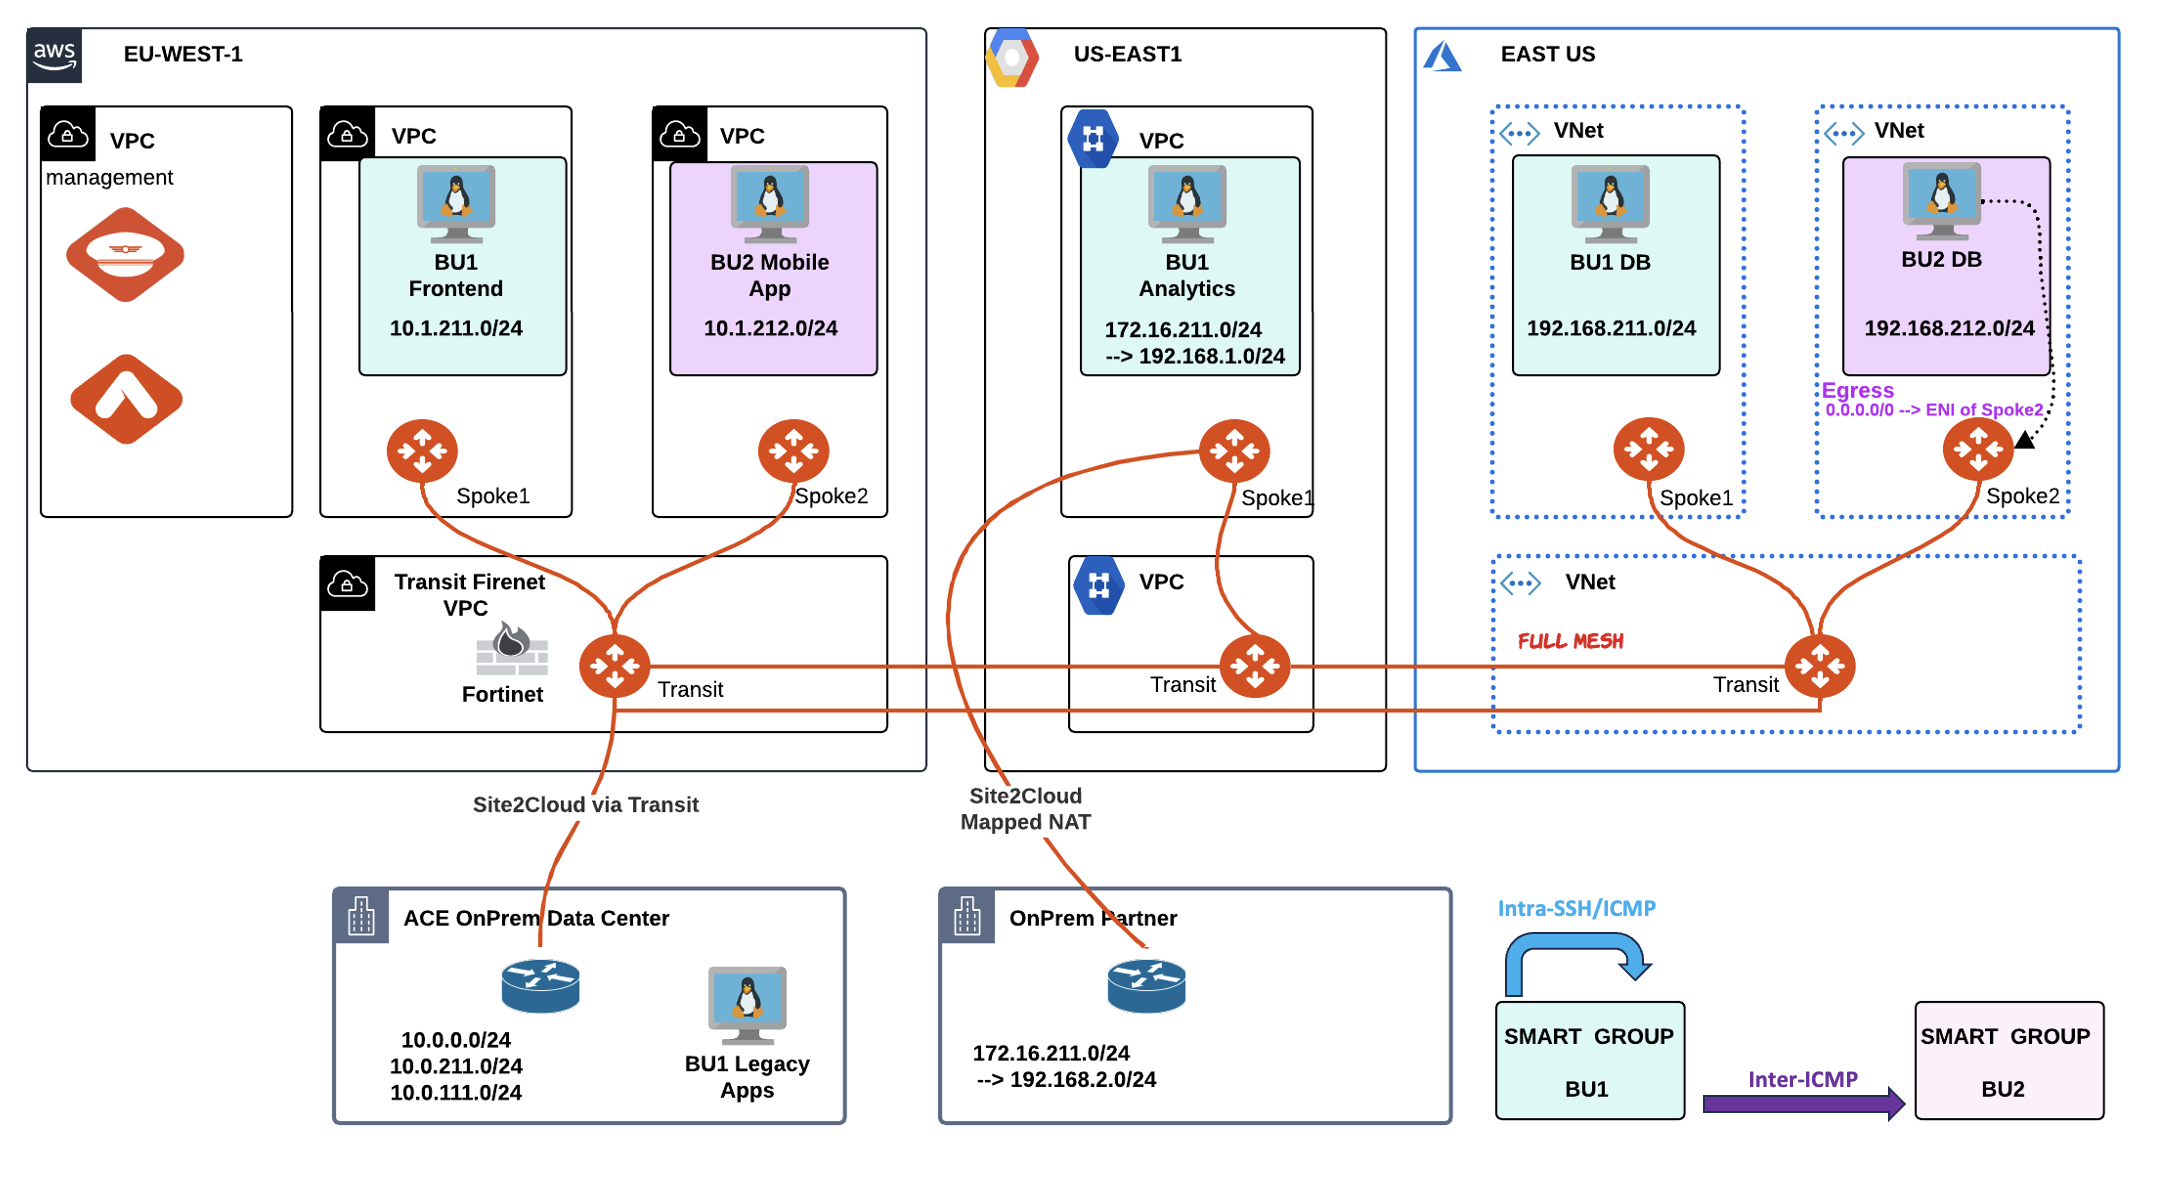 aws
EU-WEST-1
VPC
management
VPC
BU1
Frontend
10.1.211.0/24
Spoke1
VPC
BU2 Mobile
App
10.1.212.0/24
Spoke2
Transit Firenet
VPC
Fortinet
Transit
US-EAST1
VPC
BU1
Analytics
172.16.211.0/24
--> 192.168.1.0/24
Spoke1
VPC
Transit
EAST US
VNet
BU1 DB
192.168.211.0/24
Spoke1
VNet
BU2 DB
192.168.212.0/24
Egress
0.0.0.0/0 --> ENI of Spoke2
Spoke2
VNet
FULL MESH
Transit
Site2Cloud via Transit
Site2Cloud
Mapped NAT
ACE OnPrem Data Center
10.0.0.0/24
10.0.211.0/24
10.0.111.0/24
BU1 Legacy
Apps
OnPrem Partner
172.16.211.0/24
--> 192.168.2.0/24
Intra-SSH/ICMP
SMART GROUP
BU1
Inter-ICMP
SMART GROUP
BU2